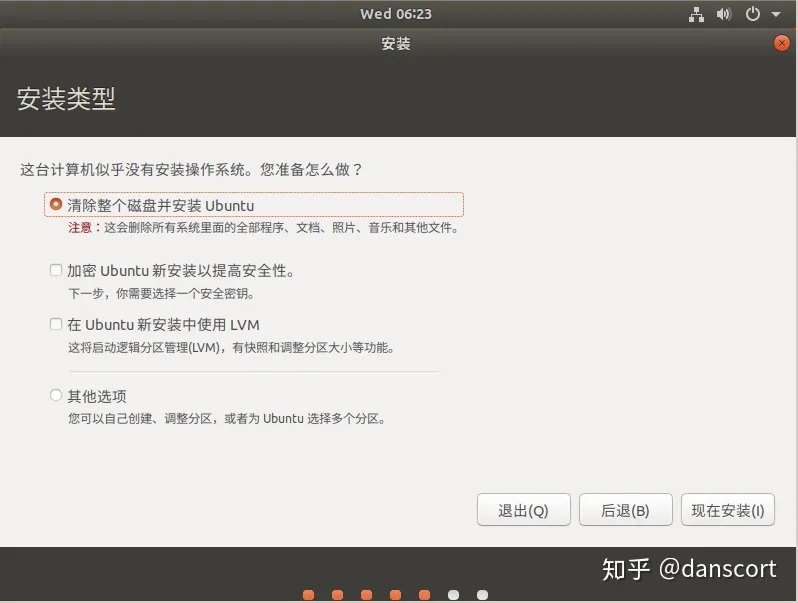 Wed 06:23
安装
安装类型
这台计算机似乎没有安装操作系统。您准备怎么做？
清除整个磁盘并安装 Ubuntu
注意：这会删除所有系统里面的全部程序、文档、照片、音乐和其他文件。
加密 Ubuntu 新安装以提高安全性。
下一步，你需要选择一个安全密钥。
在 Ubuntu 新安装中使用 LVM
这将启动逻辑分区管理(LVM)，有快照和调整分区大小等功能。
其他选项
您可以自己创建、调整分区，或者为 Ubuntu 选择多个分区。
退出(Q) 后退(B) 现在安装(I)
知乎 @danscort